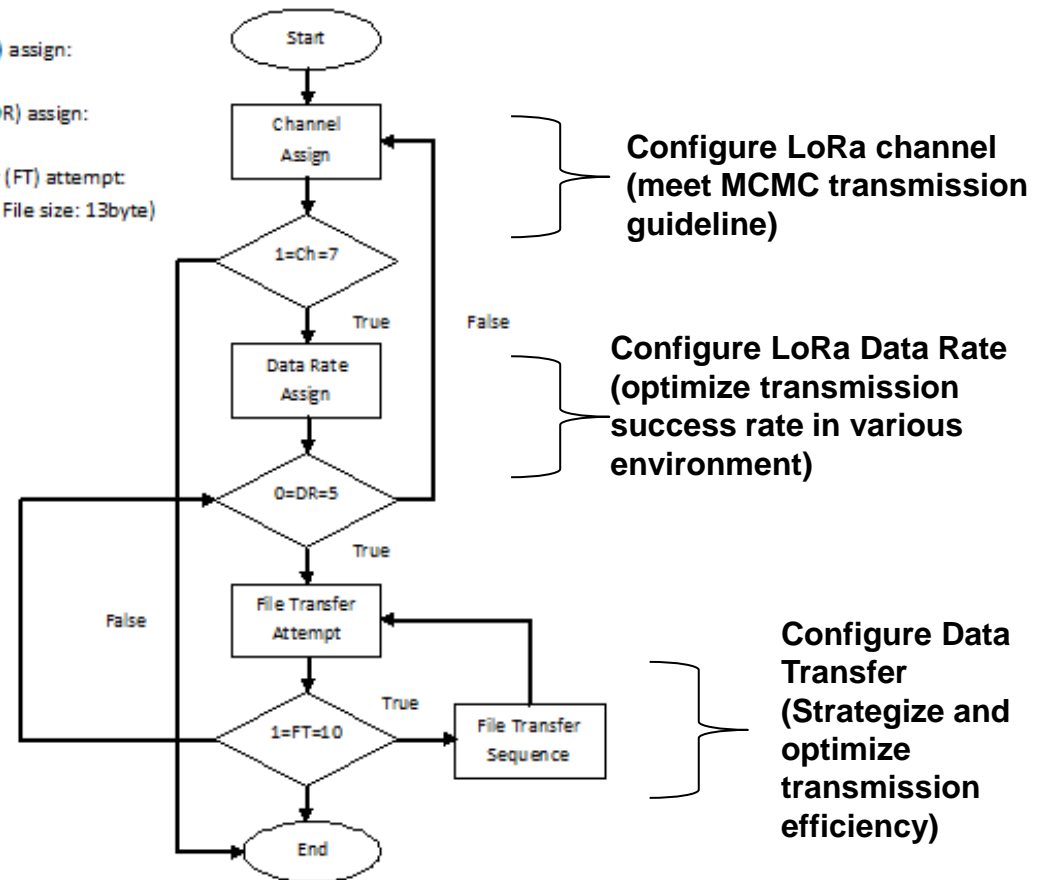 assign:
R) assign:
(FT) attempt:
File size: 13byte)
Start
Channel
Assign
1=Ch=7
True
False
Data Rate
Assign
0=DR=5
True
File Transfer
Attempt
False
1=FT=10
True
File Transfer
Sequence
End
Configure LoRa channel
(meet MCMC transmission
guideline)
Configure LoRa Data Rate
(optimize transmission
success rate in various
environment)
Configure Data
Transfer
(Strategize and
optimize
transmission
efficiency)